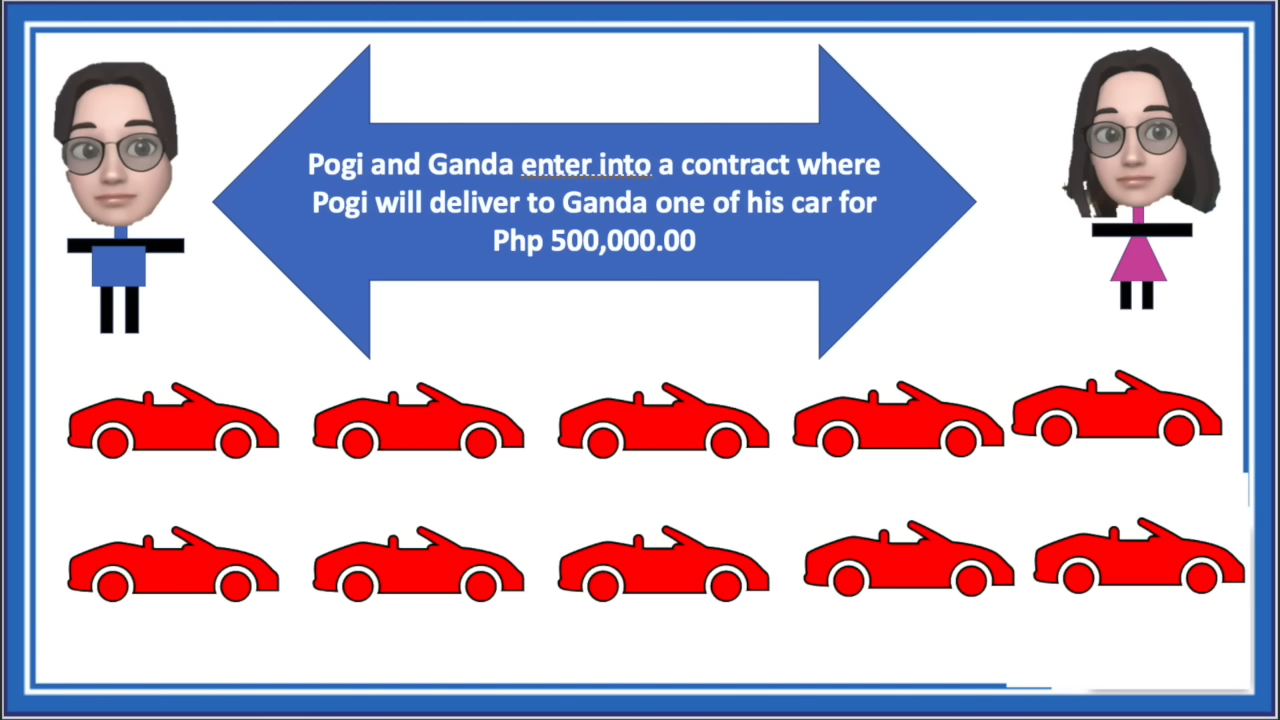 Pogi and Ganda enter into a contract where
Pogi will deliver to Ganda one of his car for
Php 500,000.00